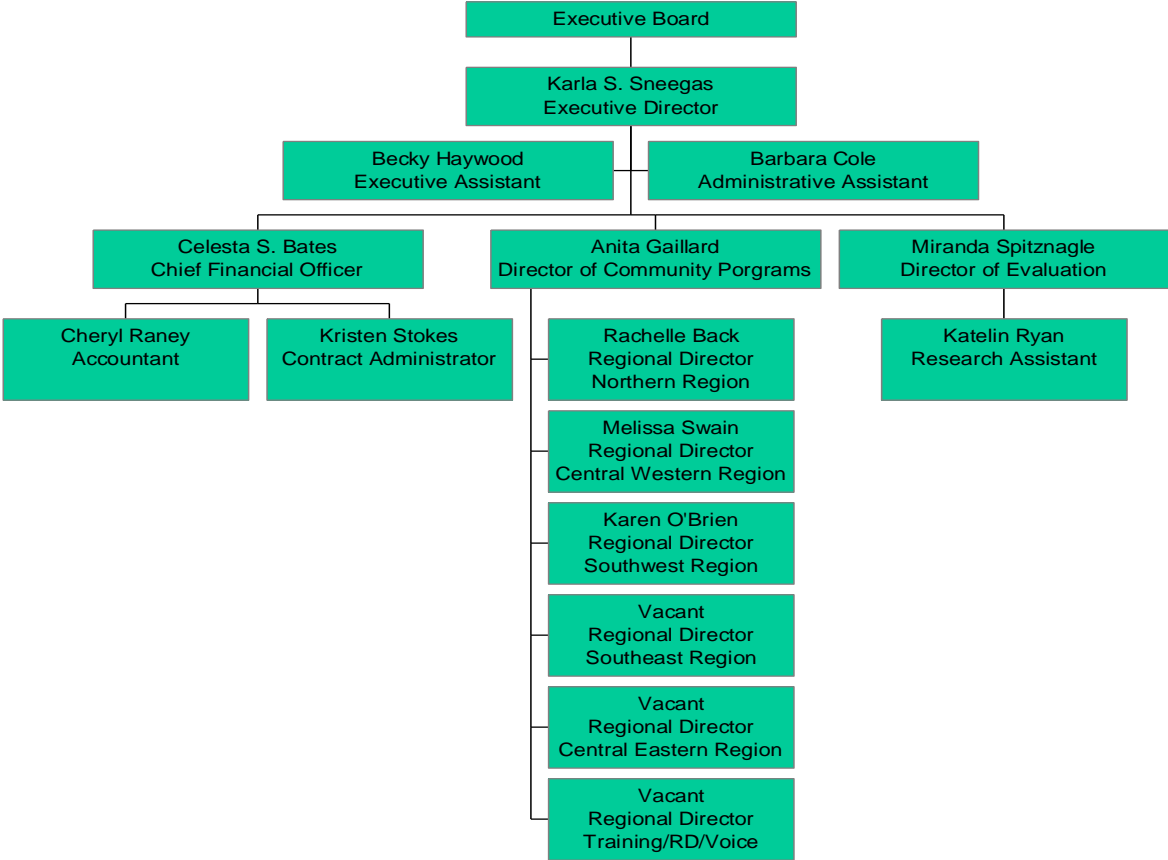 Executive Board
Karla S. Sneegas
Executive Director
Becky Haywood
Executive Assistant
Barbara Cole
Administrative Assistant
Celesta S. Bates
Chief Financial Officer
Anita Gaillard
Director of Community Porgrams
Miranda Spitznagle
Director of Evaluation
Cheryl Raney
Accountant
Kristen Stokes
Contract Administrator
Rachelle Back
Regional Director
Northern Region
Katelin Ryan
Research Assistant
Melissa Swain
Regional Director
Central Western Region
Karen O'Brien
Regional Director
Southwest Region
Vacant
Regional Director
Southeast Region
Vacant
Regional Director
Central Eastern Region
Vacant
Regional Director
Training/RD/Voice